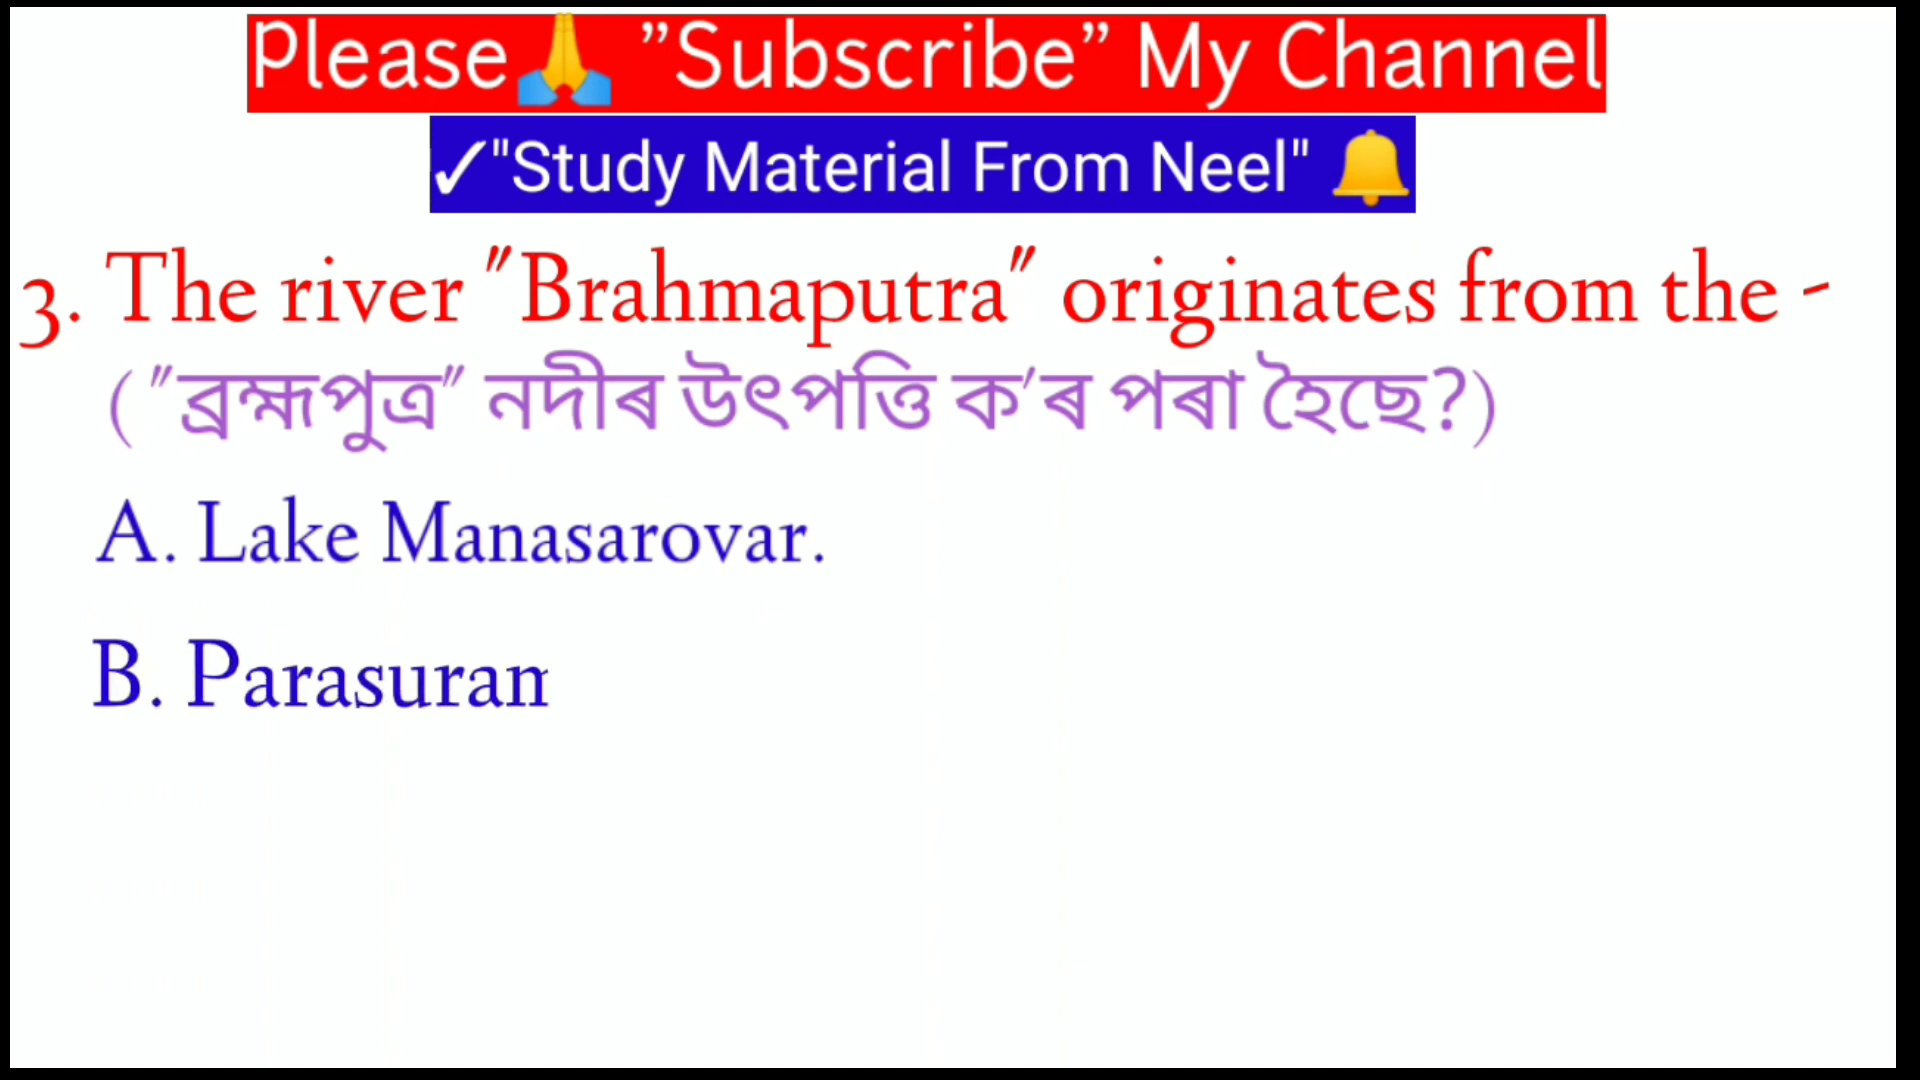 Please🙏 ”Subscribe” My Channel
✓"Study Material From Neel" 🔔
3. The river "Brahmaputra" originates from the -
("ব্ৰহ্মপুত্ৰ" নদীৰ উৎপত্তি ক'ৰ পৰা হৈছে?)
A. Lake Manasarovar.
B. Parasuran